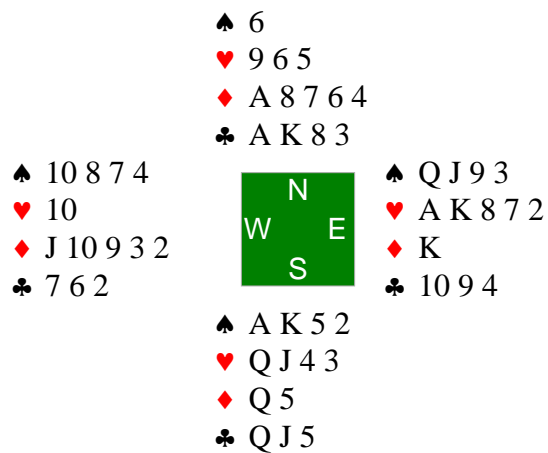 ♠ 6
♥ 9 6 5
♦ A 8 7 6 4
♣ A K 8 3
♠ 10 8 7 4
♥ 10
♦ J 10 9 3 2
♣ 7 6 2
N
W E
S
♠ Q J 9 3
♥ A K 8 7 2
♦ K
♣ 10 9 4
♠ A K 5 2
♥ Q J 4 3
♦ Q 5
♣ Q J 5